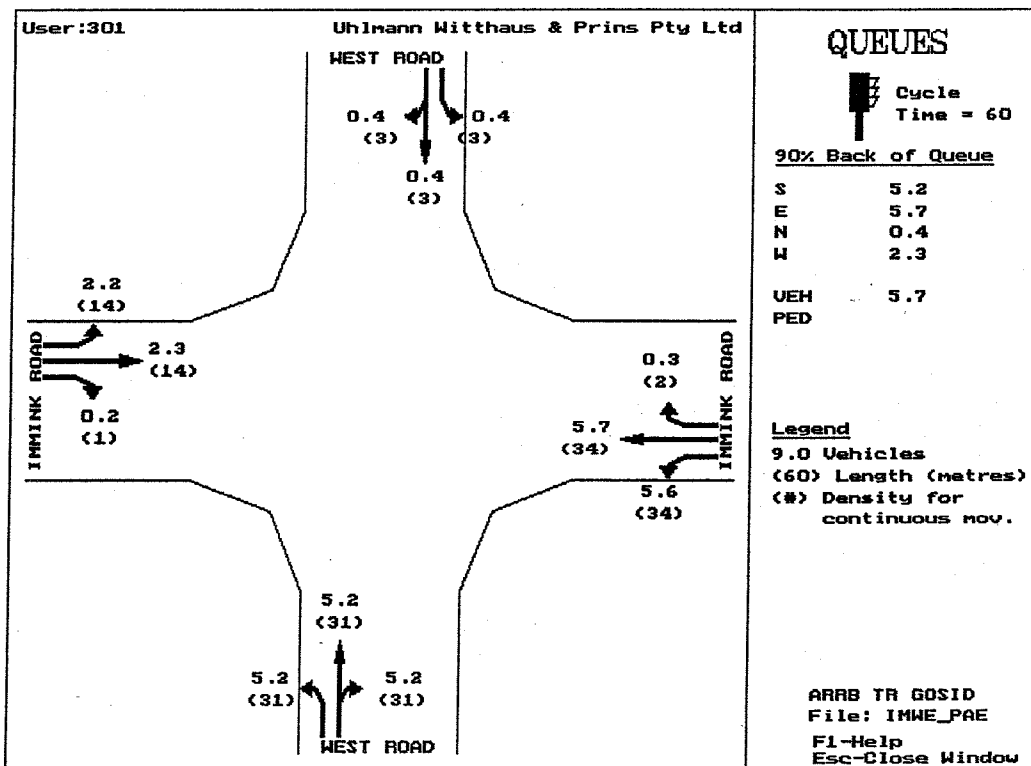 User:301
Uhlmann Witthaus & Prins Pty Ltd
WEST ROAD
0.4
(3)
0.4
(3)
0.4
(3)
2.2
(14)
2.3
(14)
0.2
(1)
IMMINK ROAD
0.3
(2)
5.7
(34)
5.6
(34)
IMMINK ROAD
5.2
(31)
5.2
(31)
5.2
(31)
WEST ROAD
QUEUES
Cycle
Time = 60
90% Back of Queue
S 5.2
E 5.7
N 0.4
W 2.3
VEH 5.7
PED
Legend
9.0 Vehicles
(60) Length (metres)
(#) Density for
continuous mov.
ARRB TR GOSID
File: IMWE_PAE
F1-Help
Esc-Close Window